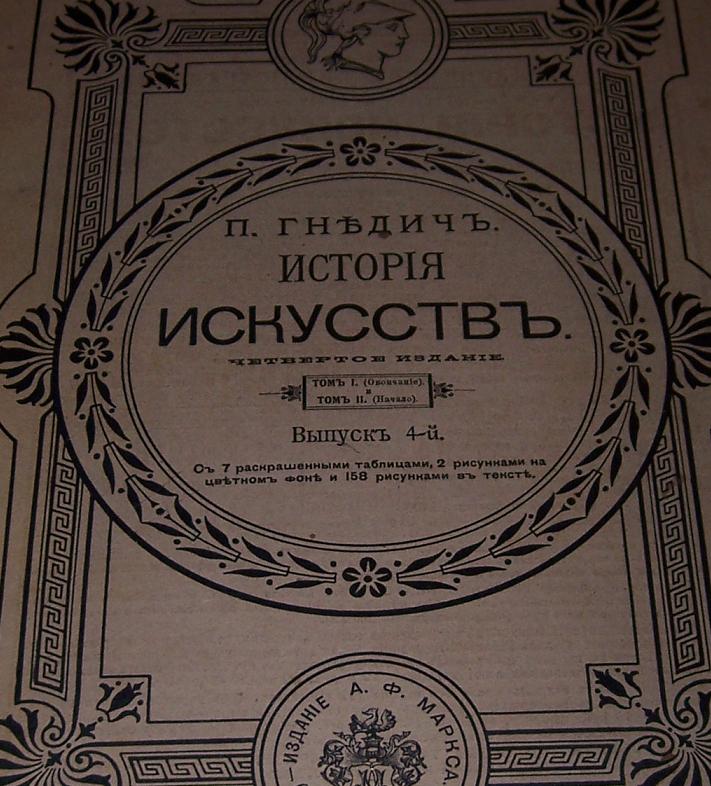 П. ГНѢДИЧЪ.
ИСТОРІЯ
ИСКУССТВЪ.
ЧЕТВЕРТОЕ ИЗДАНІЕ
ТОМЪ I. (Окончаніе).
и
ТОМЪ II. (Начало).
Выпускъ 4-й.
Съ 7 раскрашенными таблицами, 2 рисунками на
цвѣтномъ фонѣ и 158 рисунками въ текстѣ.
ИЗДАНІЕ А. Ф. МАРКСА.